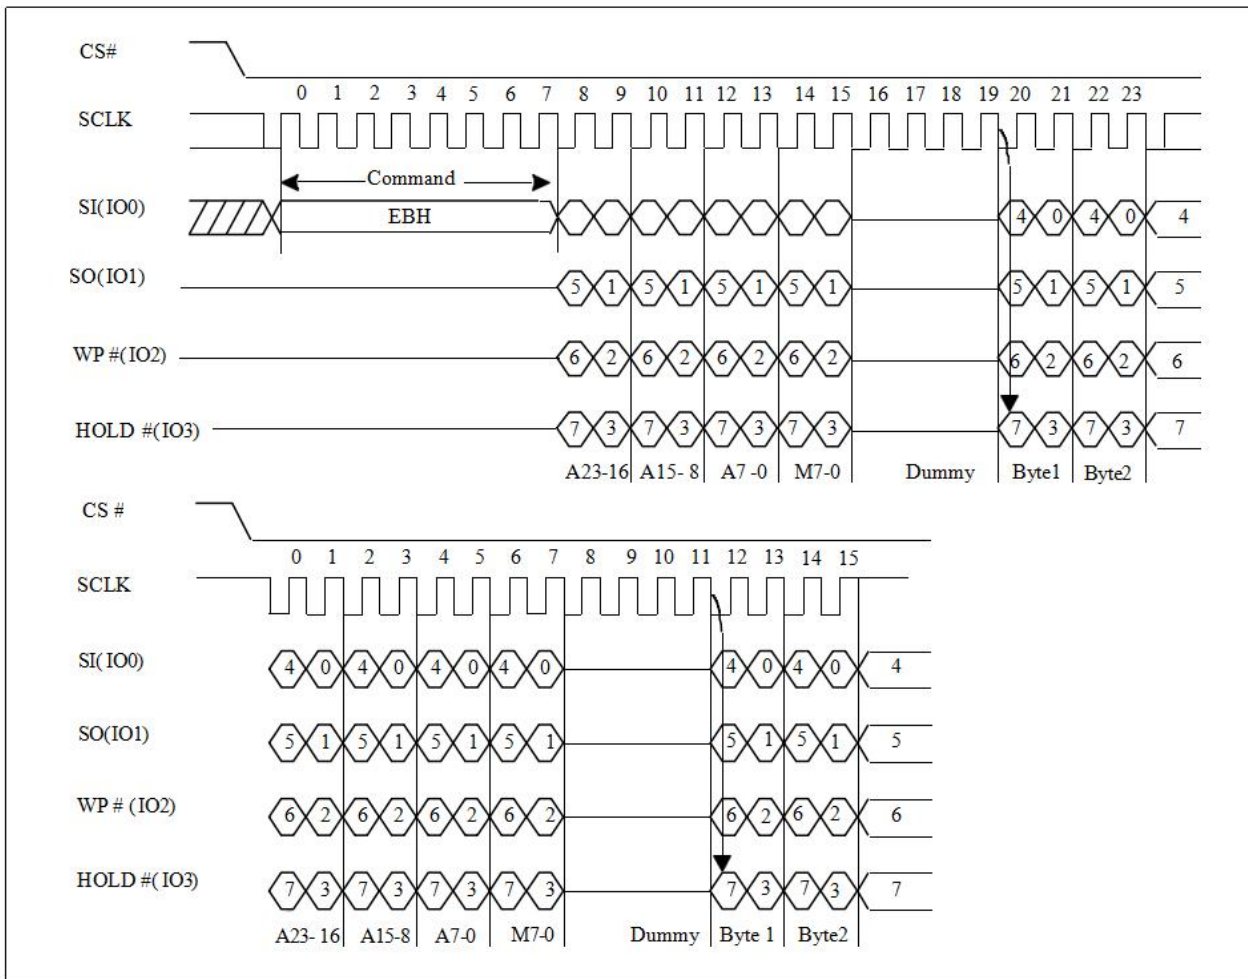 CS#
0 1 2 3 4 5 6 7 8 9 10 11 12 13 14 15 16 17 18 19 20 21 22 23
SCLK
Command
SI(IO0) EBH 4 0 4 0 4
SO(IO1) 5 1 5 1 5 1 5 1 5 1 5 1 5
WP #(IO2) 6 2 6 2 6 2 6 2 6 2 6 2 6
HOLD #(IO3) 7 3 7 3 7 3 7 3 7 3 7 3 7
A23-16 A15- 8 A7 -0 M7-0 Dummy Byte1 Byte2
CS #
0 1 2 3 4 5 6 7 8 9 10 11 12 13 14 15
SCLK
SI(IO0) 4 0 4 0 4 0 4 0 4 0 4 0 4
SO(IO1) 5 1 5 1 5 1 5 1 5 1 5 1 5
WP # (IO2) 6 2 6 2 6 2 6 2 6 2 6 2 6
HOLD #(IO3) 7 3 7 3 7 3 7 3 7 3 7 3 7
A23- 16 A15-8 A7-0 M7-0 Dummy Byte 1 Byte2